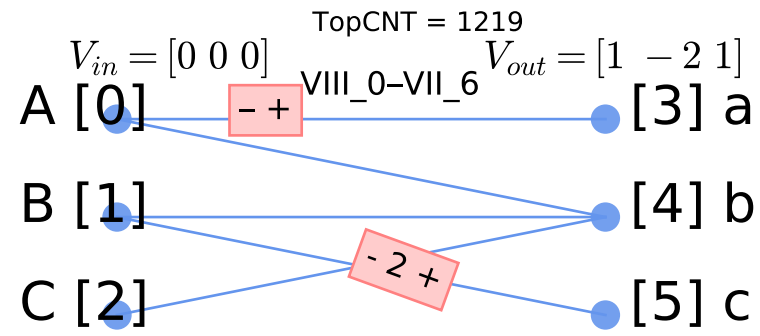 TopCNT = 1219
V_in = [0 0 0] V_out = [1 −2 1]
VIII_0–VII_6
A [0] – + [3] a
B [1] [4] b
- 2 +
C [2] [5] c